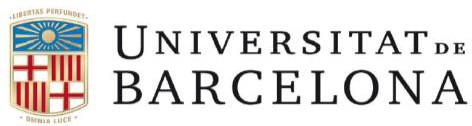 LIBERTAS PERFUNDET
OMNIA LUCE
UNIVERSITAT DE
BARCELONA